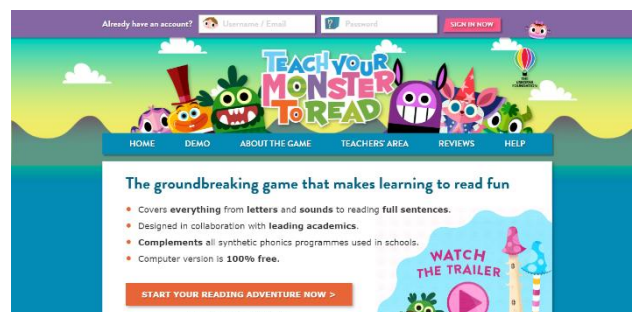 Already have an account?
Username / Email
Password
SIGN IN NOW
TEACH YOUR
MONSTER
TO READ
THE
USBORNE
FOUNDATION
HOME
DEMO
ABOUT THE GAME
TEACHERS' AREA
REVIEWS
HELP
The groundbreaking game that makes learning to read fun
Covers everything from letters and sounds to reading full sentences.
Designed in collaboration with leading academics.
Complements all synthetic phonics programmes used in schools.
Computer version is 100% free.
WATCH
THE TRAILER
START YOUR READING ADVENTURE NOW >